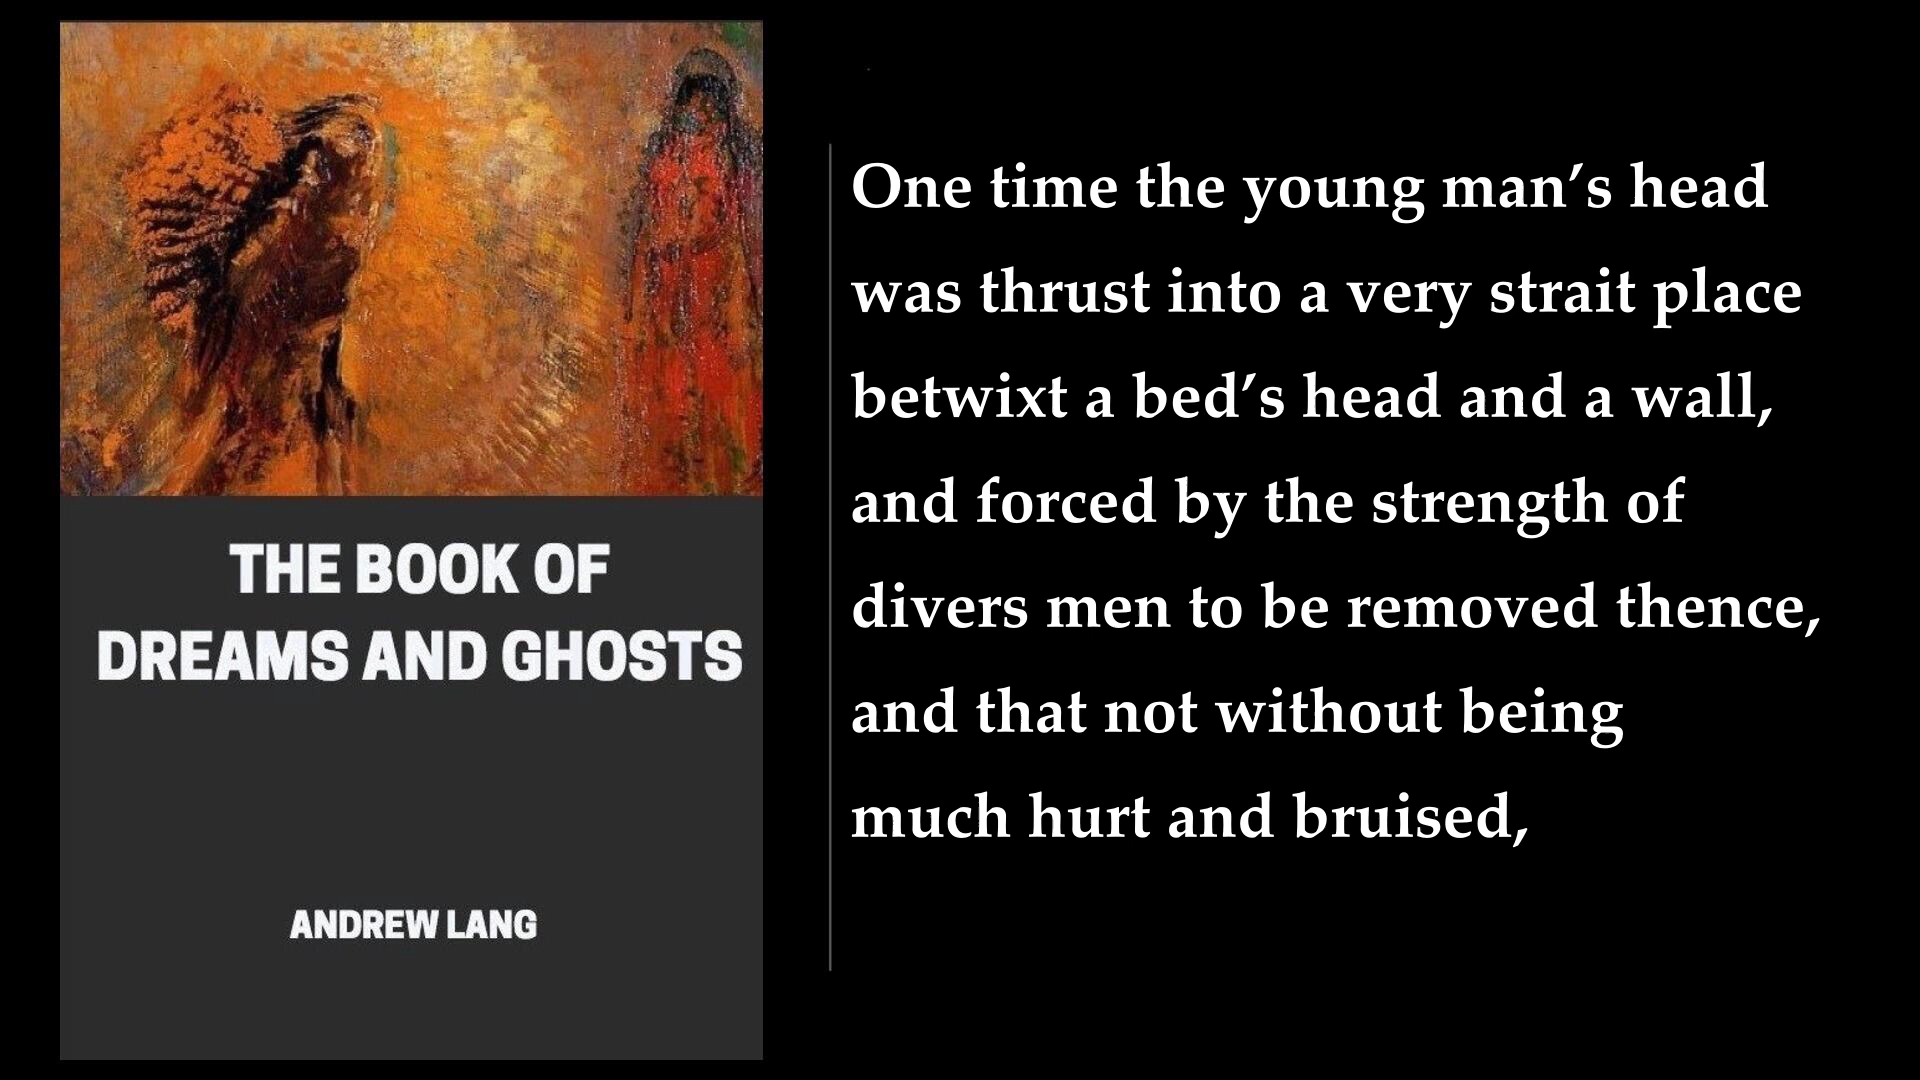 THE BOOK OF
DREAMS AND GHOSTS
ANDREW LANG
One time the young man’s head
was thrust into a very strait place
betwixt a bed’s head and a wall,
and forced by the strength of
divers men to be removed thence,
and that not without being
much hurt and bruised,